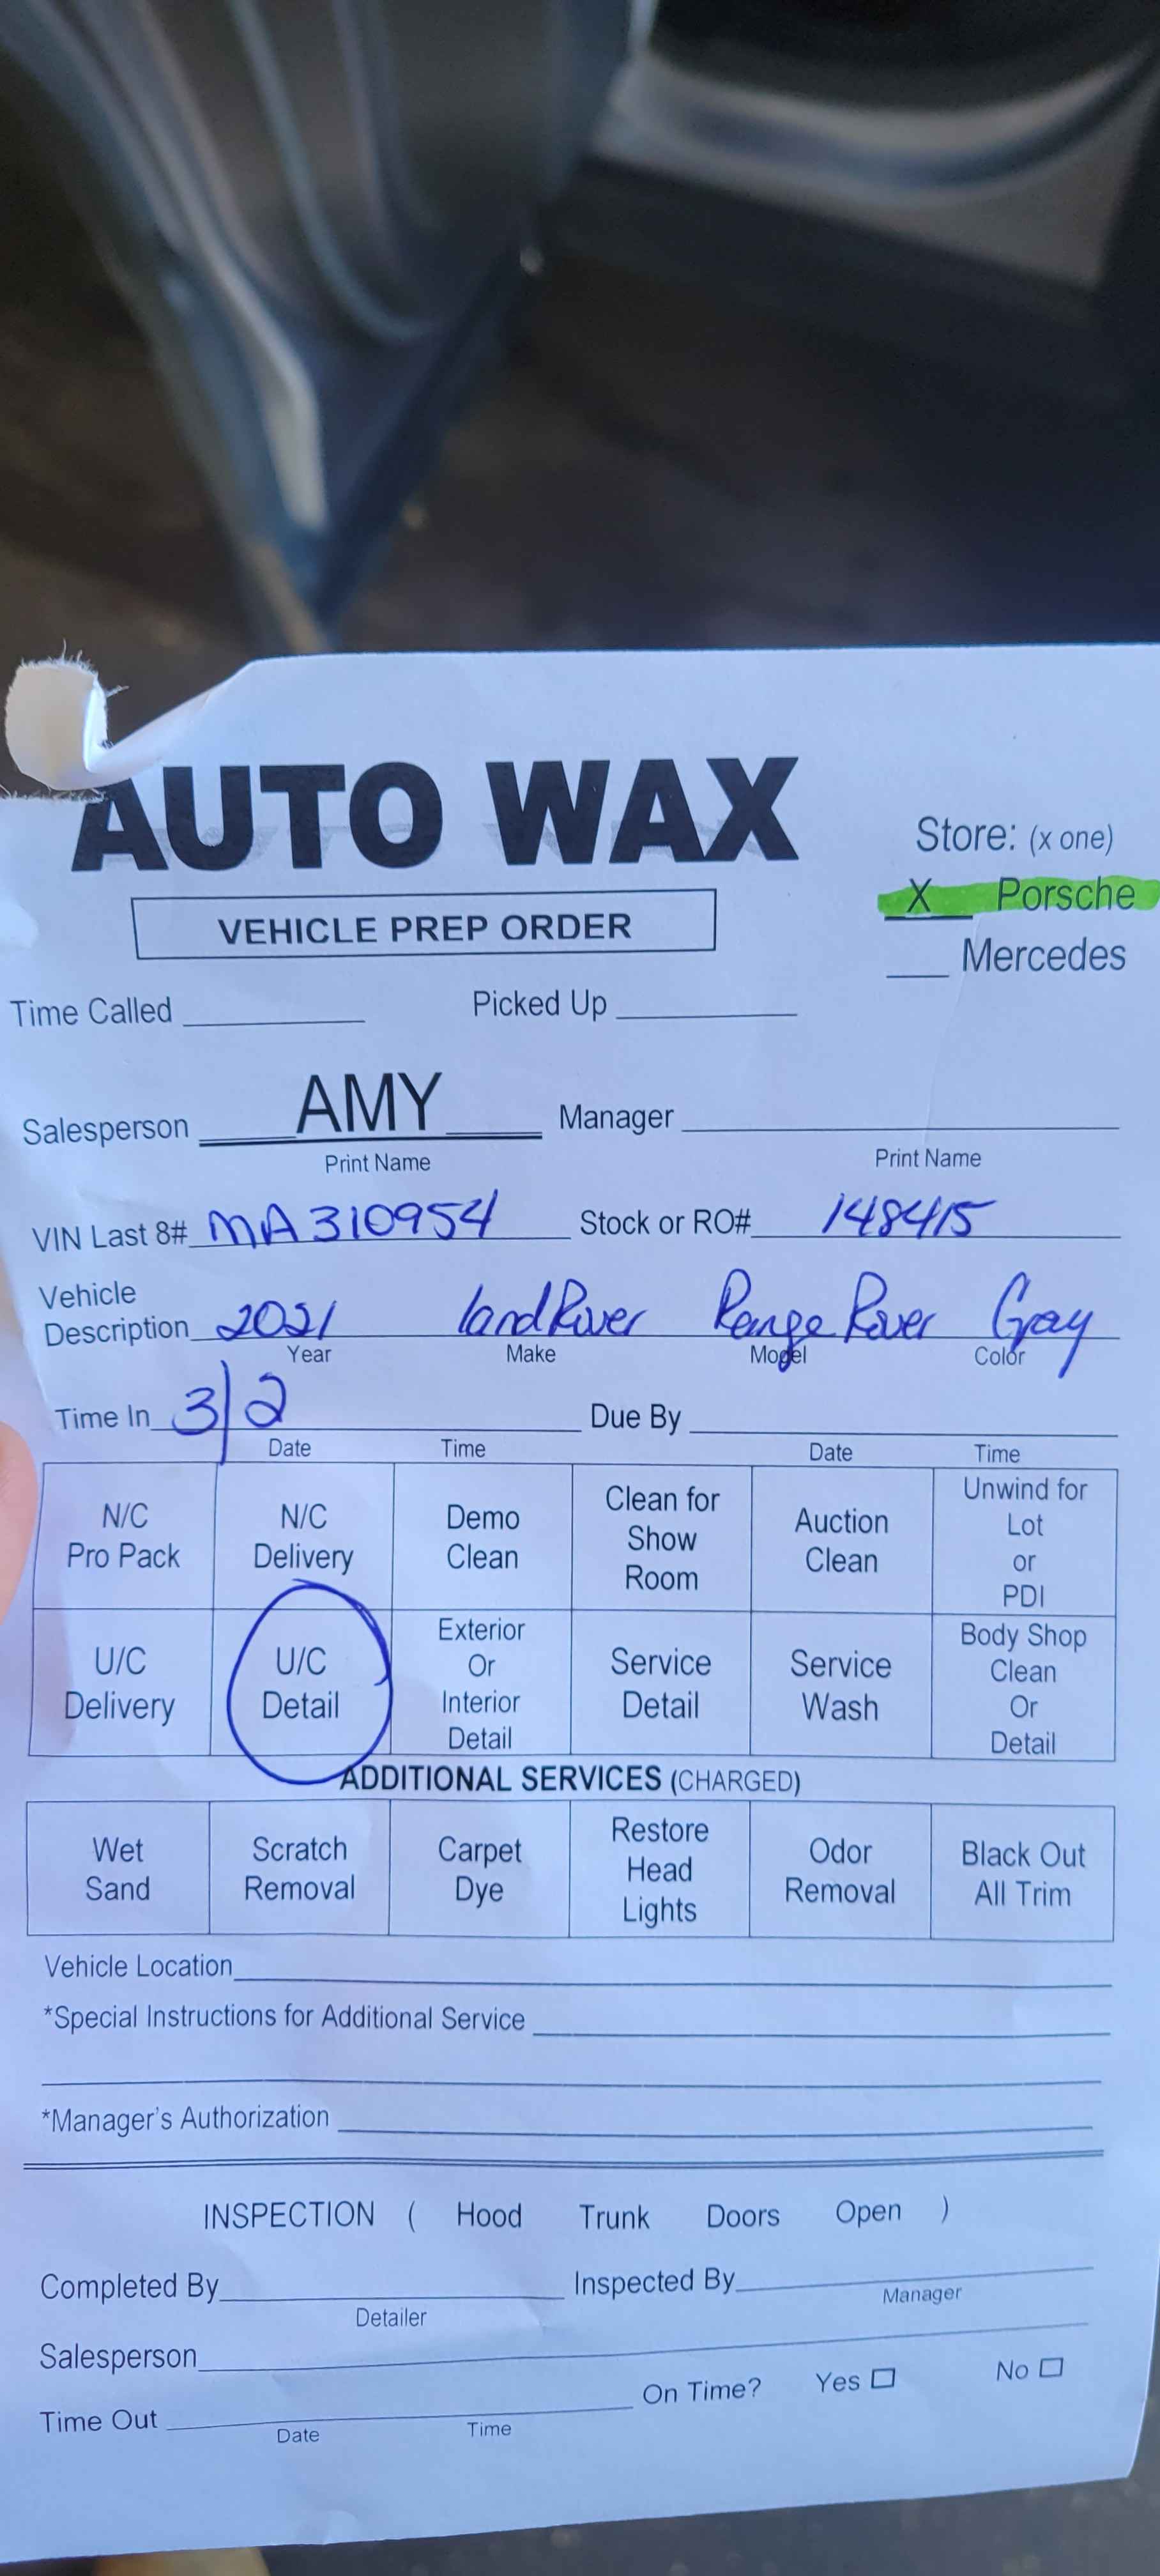 AUTO WAX
Store: (x one)
X Porsche
VEHICLE PREP ORDER
Mercedes
Time Called Picked Up
Salesperson AMY Manager
Print Name Print Name
VIN Last 8# MA310954 Stock or RO# 148415
Vehicle
Description 2021 land Rover Range Rover Gray
Year Make Model Color
Time In 3/2 Due By
Date Time Date Time
N/C Pro Pack
N/C Delivery
Demo Clean
Clean for Show Room
Auction Clean
Unwind for Lot or PDI
U/C Delivery
U/C Detail
Exterior Or Interior Detail
Service Detail
Service Wash
Body Shop Clean Or Detail
ADDITIONAL SERVICES (CHARGED)
Wet Sand
Scratch Removal
Carpet Dye
Restore Head Lights
Odor Removal
Black Out All Trim
Vehicle Location
*Special Instructions for Additional Service
*Manager's Authorization
INSPECTION ( Hood Trunk Doors Open )
Completed By Inspected By
Detailer Manager
Salesperson
Time Out On Time? Yes ☐ No ☐
Date Time